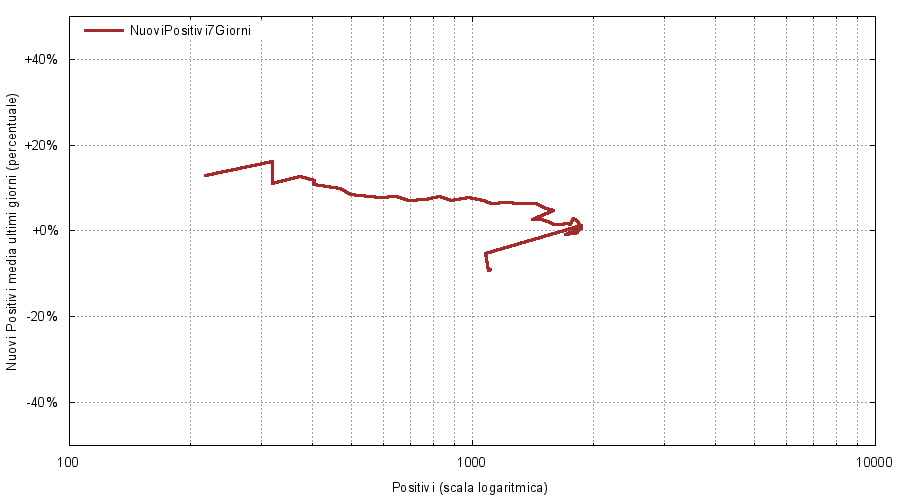 NuoviPositivi7Giorni
+40%
+20%
+0%
-20%
-40%
Nuovi Positivi media ultimi giorni (percentuale)
100
1000
10000
Positivi (scala logaritmica)